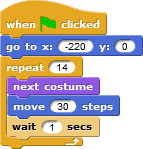 when clicked
go to x: -220 y: 0
repeat 14
next costume
move 30 steps
wait 1 secs